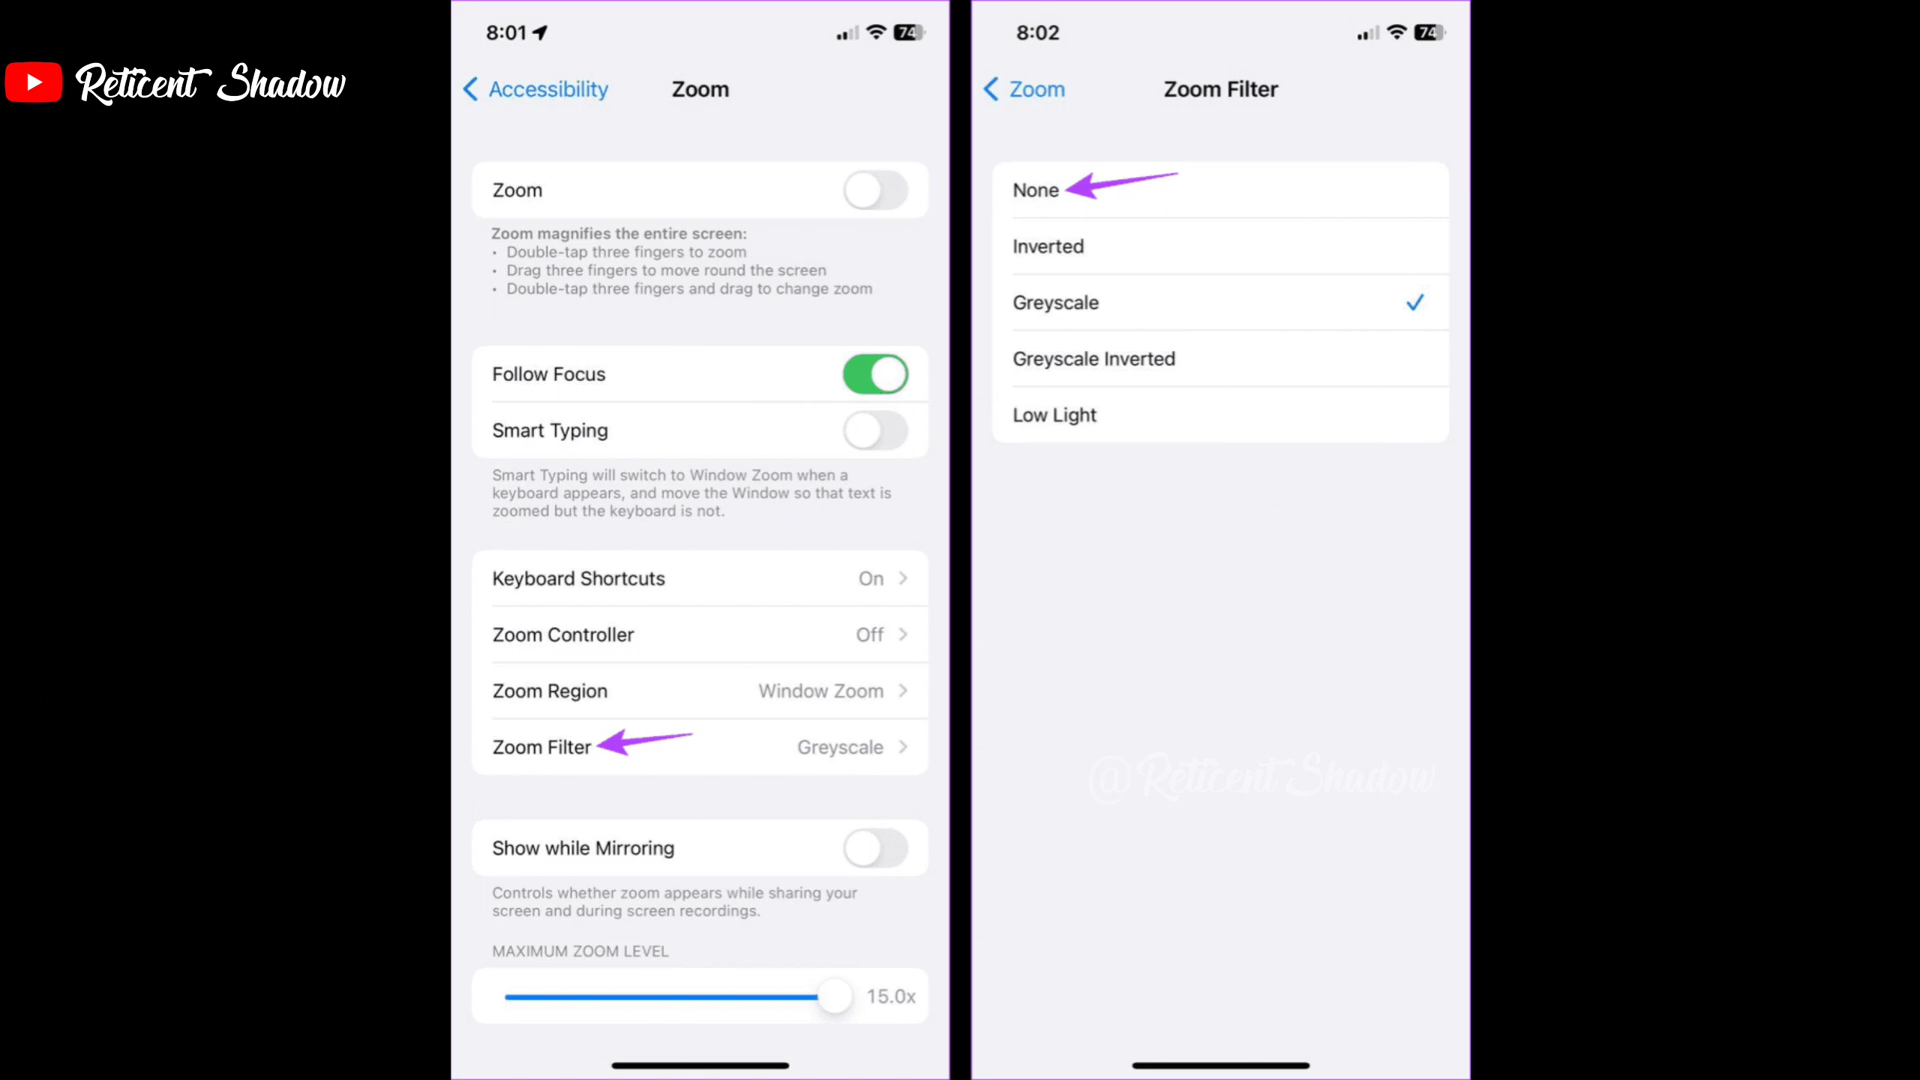 Reticent Shadow
8:01
74
Accessibility
Zoom
Zoom
Zoom magnifies the entire screen:
• Double-tap three fingers to zoom
• Drag three fingers to move round the screen
• Double-tap three fingers and drag to change zoom
Follow Focus
Smart Typing
Smart Typing will switch to Window Zoom when a
keyboard appears, and move the Window so that text is
zoomed but the keyboard is not.
Keyboard Shortcuts On
Zoom Controller Off
Zoom Region Window Zoom
Zoom Filter Greyscale
Show while Mirroring
Controls whether zoom appears while sharing your
screen and during screen recordings.
MAXIMUM ZOOM LEVEL
15.0x
8:02
74
Zoom
Zoom Filter
None
Inverted
Greyscale
Greyscale Inverted
Low Light
@Reticent Shadow